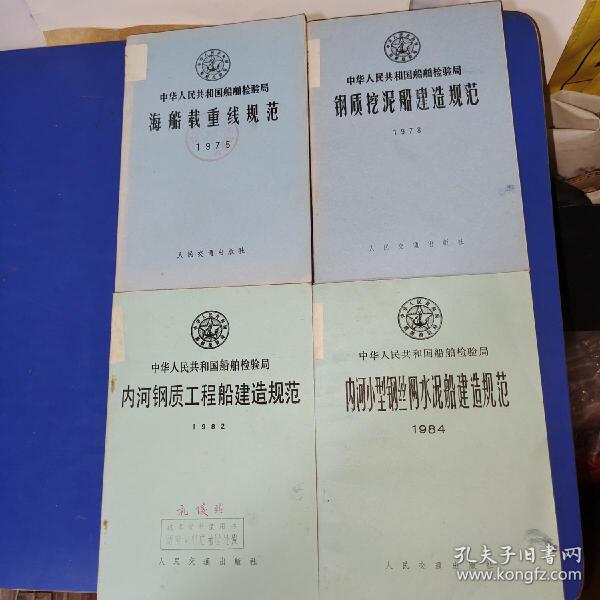 中华人民共和国船舶检验局
海船载重线规范
1975
人民交通出版社
中华人民共和国船舶检验局
钢质挖泥船建造规范
1978
人民交通出版社
中华人民共和国船舶检验局
内河钢质工程船建造规范
1982
人民交通出版社
中华人民共和国船舶检验局
内河小型钢丝网水泥船建造规范
1984
人民交通出版社
孔夫子旧书网
kongfz.com